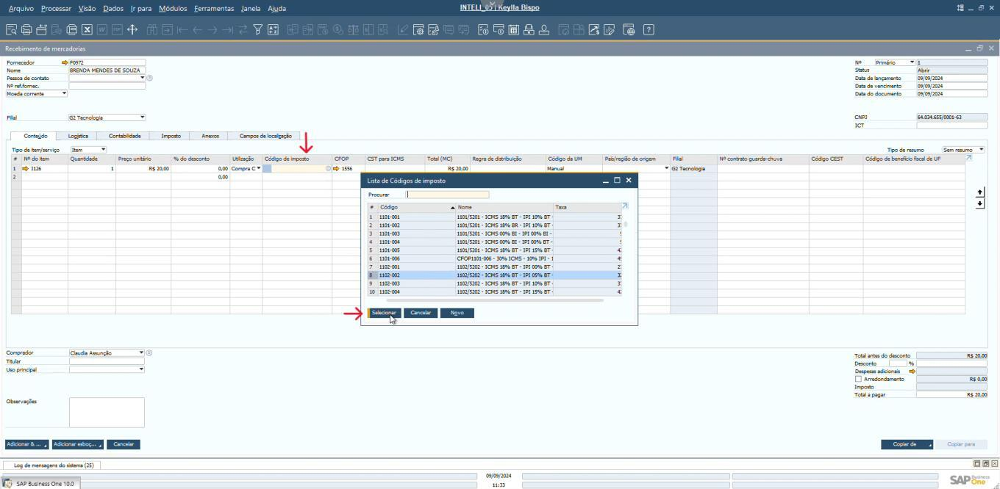 Arquivo Processar Visão Dados Ir para Módulos Ferramentas Janela Ajuda
INTELI_05 | Keylla Bispo
Recebimento de mercadorias
Fornecedor F0972
Nome BRENDA MENDES DE SOUZA
Pessoa de contato
Nº ref.fornec.
Moeda corrente
Filial G2 Tecnologia
Nº Primário 1
Status Abrir
Data de lançamento 09/09/2024
Data de vencimento 09/09/2024
Data do documento 09/09/2024
CNPJ 64.034.655/0001-63
ICT
Conteúdo Logística Contabilidade Imposto Anexos Campos de localização
Tipo de item/serviço Item
Tipo de resumo Sem resumo
# Nº do item Quantidade Preço unitário % do desconto Utilização Código de imposto CFOP CST para ICMS Total (MC) Regra de distribuição Código da UM País/região de origem Filial Nº contrato guarda-chuva Código CEST Código de benefício fiscal de UF
1 I126 1 R$ 20,00 0,00 Compra C 1556 R$ 20,00 Manual G2 Tecnologia
2 0,00
Lista de Códigos de imposto
Procurar
# Código Nome Taxa
1 1101-001 1101/5201 - ICMS 18% BT - IPI 10% BT -
2 1101-002 1101/5201 - ICMS 18% BR - IPI 10% BT -
3 1101-003 1101/5201 - ICMS 00% BI - IPI 00% BI -
4 1101-004 1101/5201 - ICMS 00% BI - IPI 00% BT -
5 1101-005 1101/5201 - ICMS 18% BT - IPI 15% BT -
6 1101-006 CFOP1101-006 - 30% ICMS - 10% IPI - 1
7 1102-001 1102/5202 - ICMS 18% BT - IPI 00% BT -
8 1102-002 1102/5202 - ICMS 18% BT - IPI 05% BT -
9 1102-003 1102/5202 - ICMS 18% BT - IPI 10% BT -
10 1102-004 1102/5202 - ICMS 18% BT - IPI 15% BT -
Selecionar Cancelar Novo
Comprador Claudia Assunção
Titular
Uso principal
Observações
Total antes do desconto R$ 20,00
Desconto %
Despesas adicionais
Arredondamento R$ 0,00
Imposto
Total a pagar R$ 20,00
Adicionar & ... Adicionar esboç... Cancelar
Copiar de Copiar para
Log de mensagens do sistema (25)
09/09/2024
11:33
SAP Business One 10.0
SAP Business One